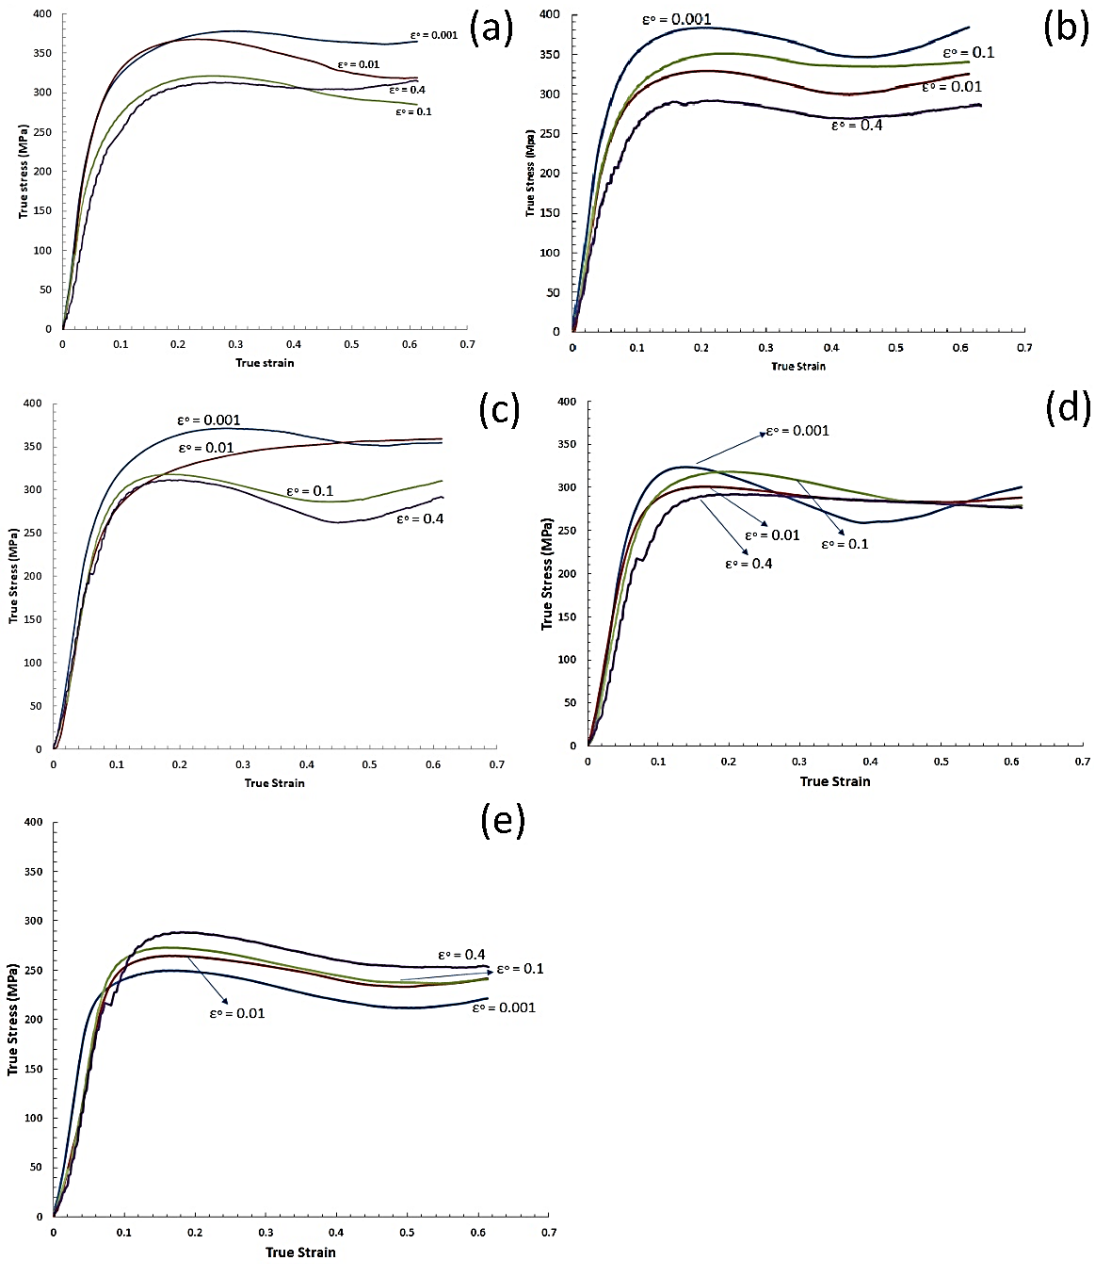 (a)
400
350
300
250
200
150
100
50
0
True stress (MPa)
ε° = 0.001
ε° = 0.01
ε° = 0.4
ε° = 0.1
0 0.1 0.2 0.3 0.4 0.5 0.6 0.7
True strain
(b)
400
350
300
250
200
150
100
50
0
True stress (Mpa)
ε° = 0.001
ε° = 0.1
ε° = 0.01
ε° = 0.4
0 0.1 0.2 0.3 0.4 0.5 0.6 0.7
True Strain
(c)
400
350
300
250
200
150
100
50
0
True Stress (MPa)
ε° = 0.001
ε° = 0.01
ε° = 0.1
ε° = 0.4
0 0.1 0.2 0.3 0.4 0.5 0.6 0.7
True Strain
(d)
400
350
300
250
200
150
100
50
0
True Stress (MPa)
ε° = 0.001
ε° = 0.01
ε° = 0.1
ε° = 0.4
0 0.1 0.2 0.3 0.4 0.5 0.6 0.7
True Strain
(e)
400
350
300
250
200
150
100
50
0
True Stress (MPa)
ε° = 0.4
ε° = 0.1
ε° = 0.001
ε° = 0.01
0 0.1 0.2 0.3 0.4 0.5 0.6 0.7
True Strain